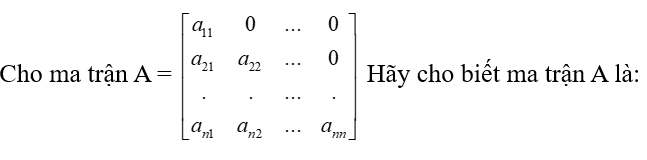 a11 0 ... 0
a21 a22 ... 0
Cho ma trận A = Hãy cho biết ma trận A là:
. . ... .
an1 an2 ... ann